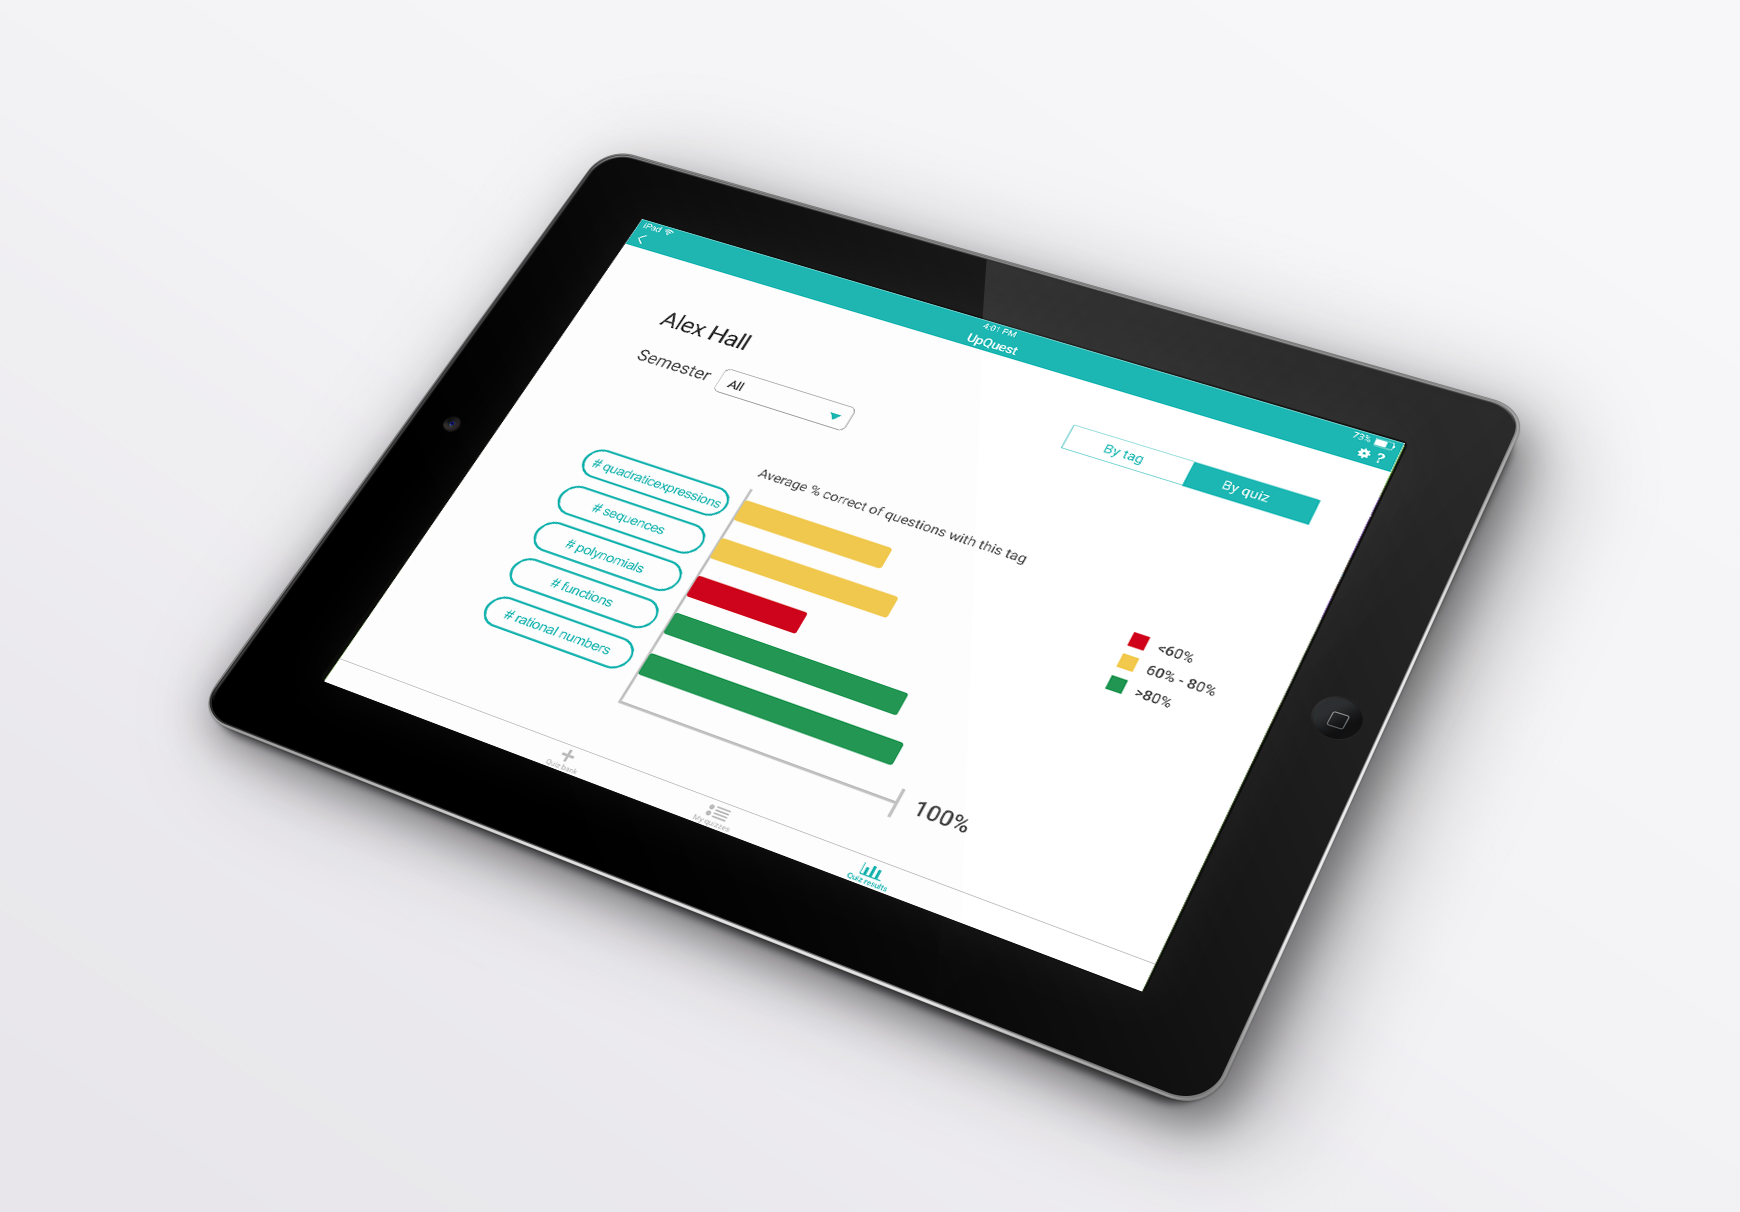 iPad
4:01 PM
73%
<
UpQuest
?
Alex Hall
Semester
All
By tag
By quiz
Average % correct of questions with this tag
# quadraticexpressions
# sequences
# polynomials
# functions
# rational numbers
<60%
60% - 80%
>80%
100%
Quiz bank
My quizzes
Quiz results